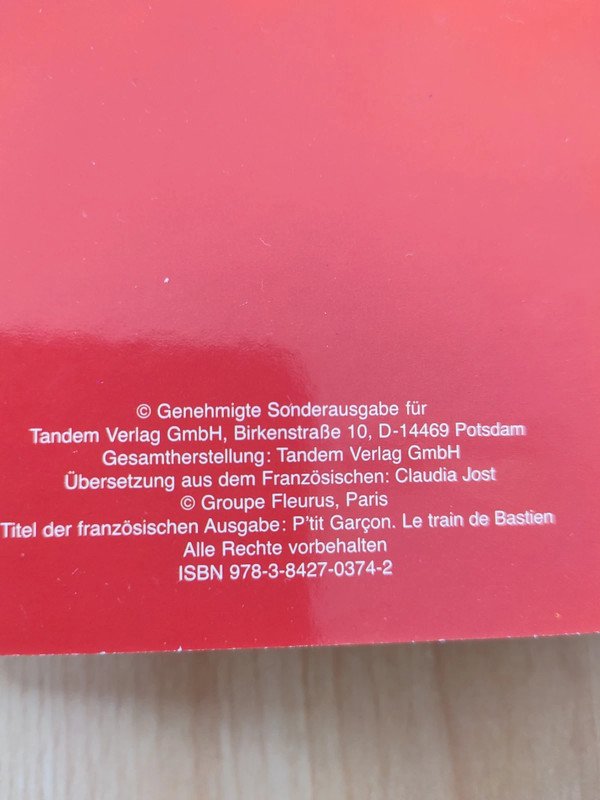 © Genehmigte Sonderausgabe für
Tandem Verlag GmbH, Birkenstraße 10, D-14469 Potsdam
Gesamtherstellung: Tandem Verlag GmbH
Übersetzung aus dem Französischen: Claudia Jost
© Groupe Fleurus, Paris
Titel der französischen Ausgabe: P'tit Garçon. Le train de Bastien
Alle Rechte vorbehalten
ISBN 978-3-8427-0374-2